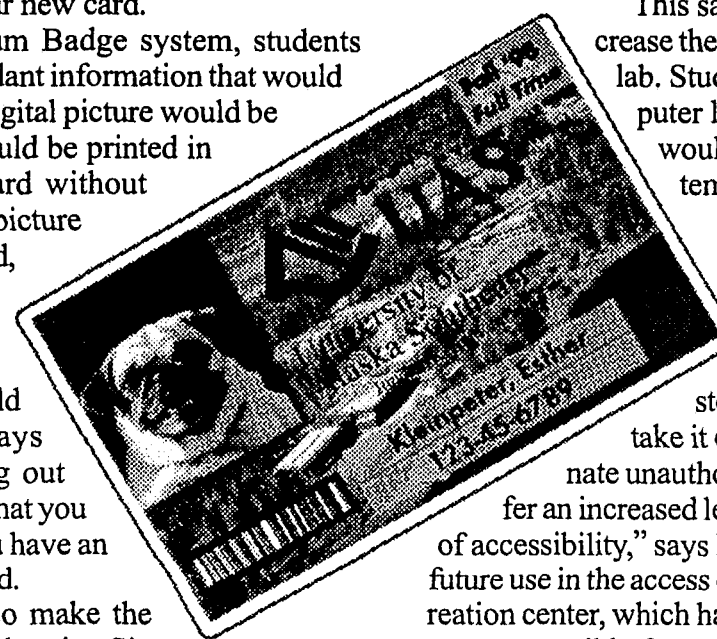 ir new card.
um Badge system, students
lant information that would
gital picture would be
uld be printed in
ard without
picture
d,
ld
ays
g out
hat you
u have an
d.
o make the
This sa
crease the
lab. Stud
puter l
woul
tem
Fall '98
Full Time
UAS
University of
Alaska Southeast
Kleinpeter, Esther
123-45-6789
st
take it o
nate unautho
fer an increased le
of accessibility," says
future use in the access
reation center, which ha